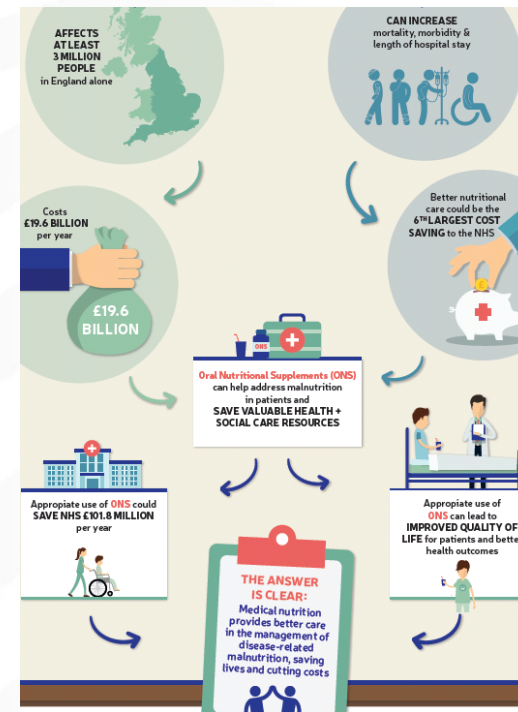 AFFECTS
AT LEAST
3 MILLION
PEOPLE
in England alone
CAN INCREASE
mortality, morbidity &
length of hospital stay
Costs
£19.6 BILLION
per year
£19.6
BILLION
Better nutritional
care could be the
6TH LARGEST COST
SAVING to the NHS
£
ONS
Oral Nutritional Supplements (ONS)
can help address malnutrition
in patients and
SAVE VALUABLE HEALTH +
SOCIAL CARE RESOURCES
Appropiate use of ONS could
SAVE NHS £101.8 MILLION
per year
Appropiate use of
ONS can lead to
IMPROVED QUALITY OF
LIFE for patients and bette
health outcomes
THE ANSWER
IS CLEAR:
Medical nutrition
provides better care
in the management of
disease-related
malnutrition, saving
lives and cutting costs